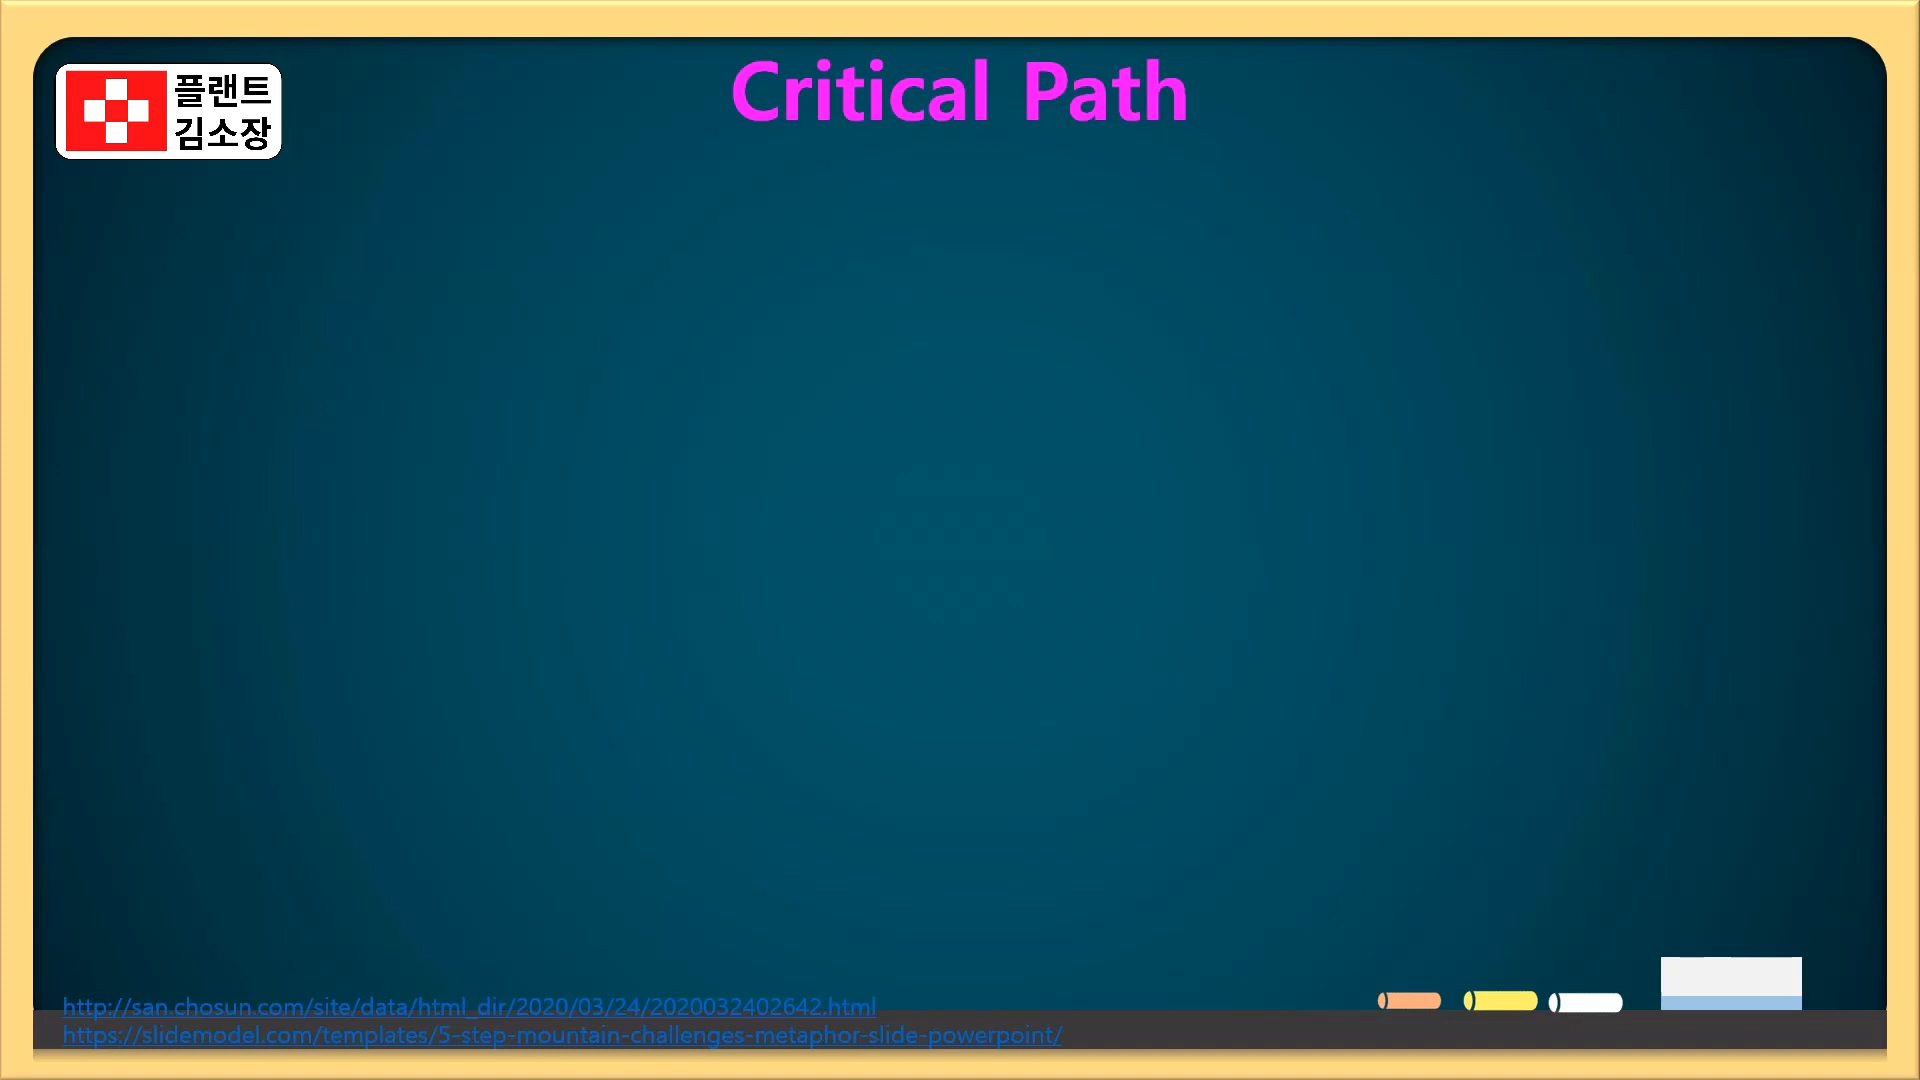 Critical Path
플랜트
김소장
http://san.chosun.com/site/data/html_dir/2020/03/24/2020032402642.html
https://slidemodel.com/templates/5-step-mountain-challenges-metaphor-slide-powerpoint/